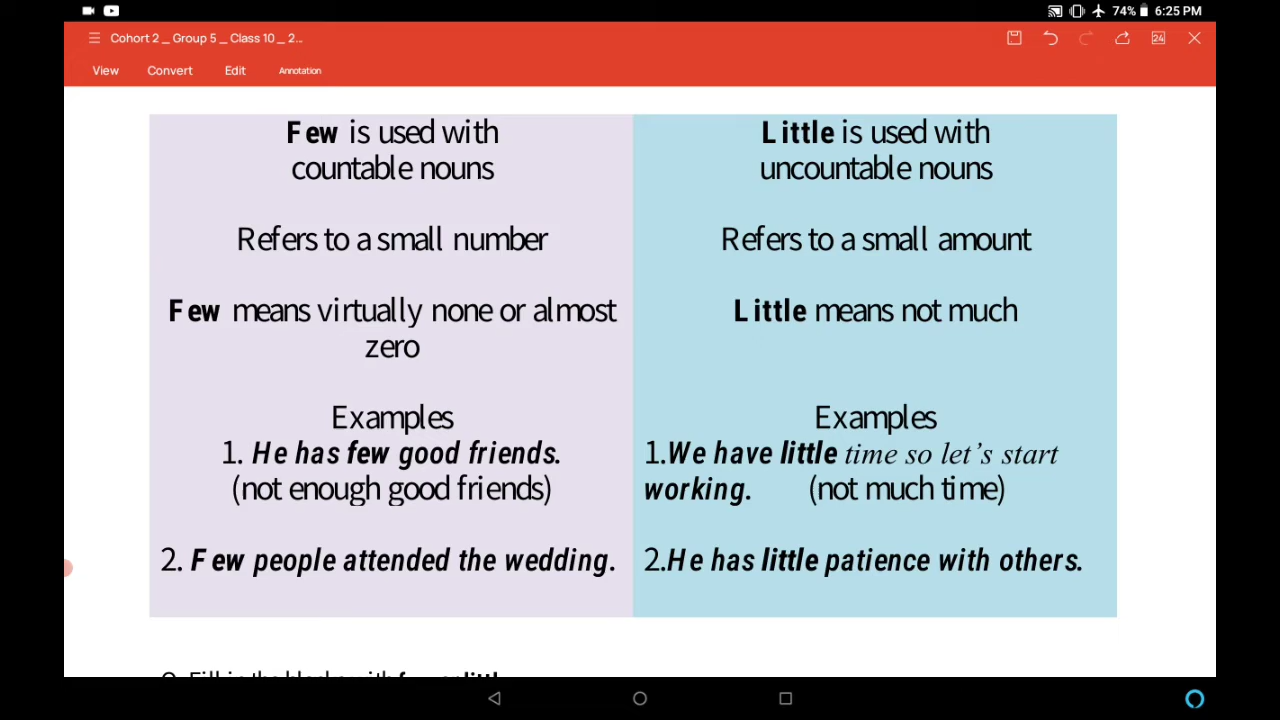 74% 6:25 PM
Cohort 2 _ Group 5 _ Class 10 _ 2...
24
View Convert Edit Annotation
Few is used with
countable nouns
Refers to a small number
Few means virtually none or almost
zero
Examples
1. He has few good friends.
(not enough good friends)
2. Few people attended the wedding.
Little is used with
uncountable nouns
Refers to a small amount
Little means not much
Examples
1.We have little time so let's start
working. (not much time)
2.He has little patience with others.